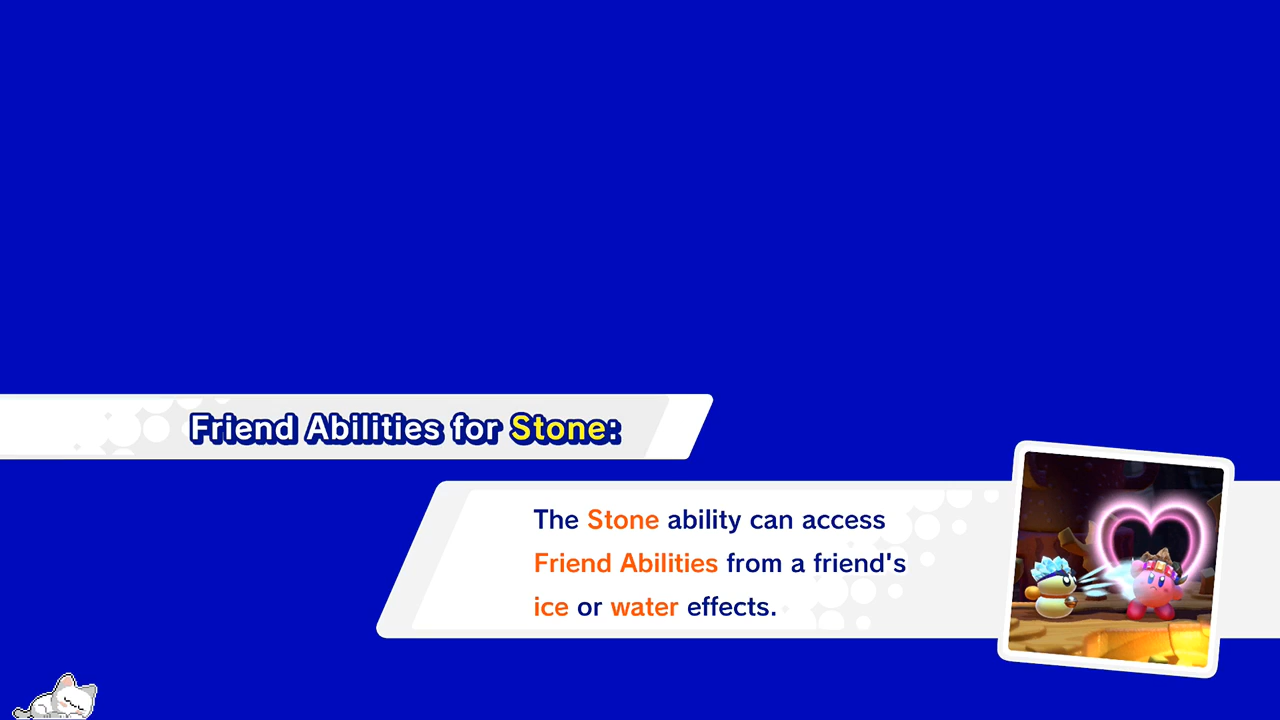 Friend Abilities for Stone:
The Stone ability can access
Friend Abilities from a friend's
ice or water effects.